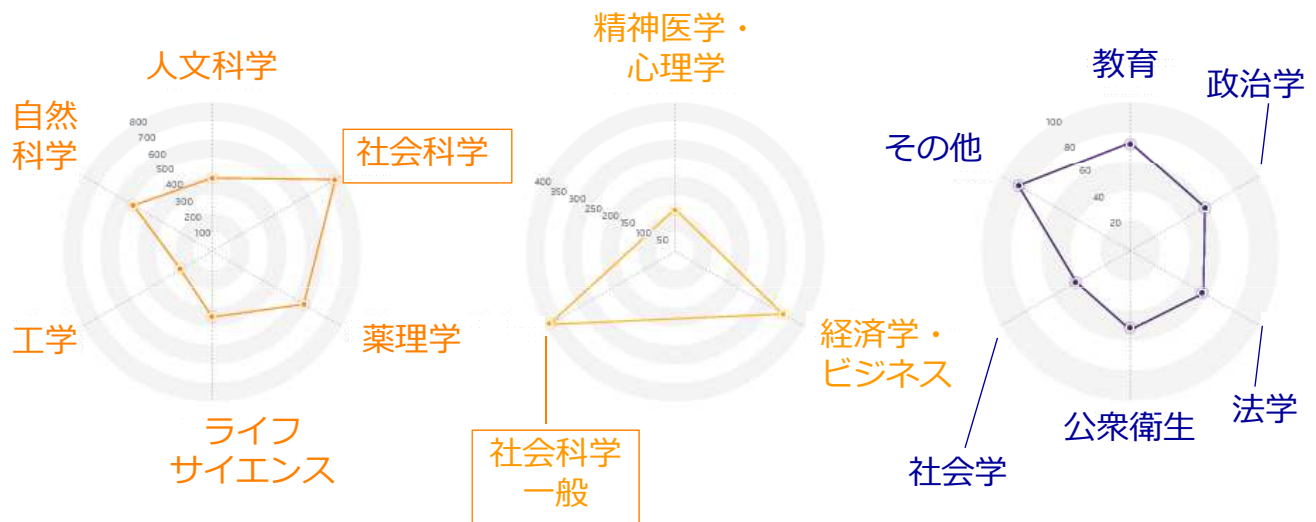 人文科学
自然
科学
社会科学
工学
薬理学
ライフ
サイエンス
800
700
600
500
400
300
200
100
精神医学・
心理学
400
350
300
250
200
150
100
50
経済学・
ビジネス
社会科学
一般
教育
政治学
その他
100
80
60
40
20
法学
公衆衛生
社会学